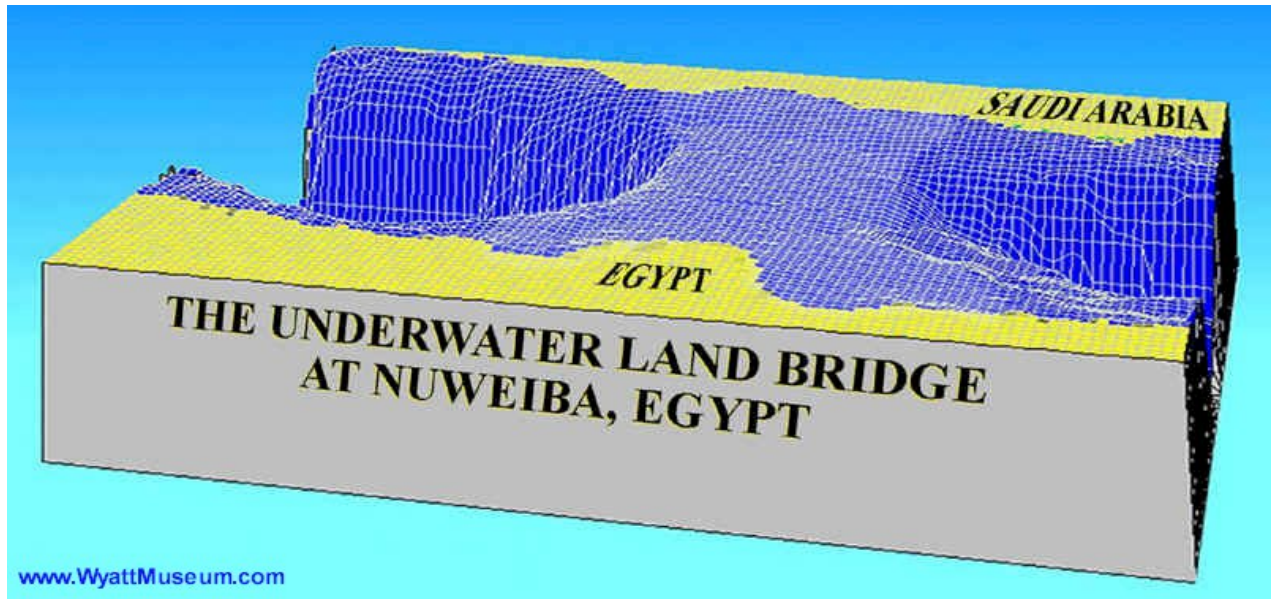 SAUDI ARABIA
EGYPT
THE UNDERWATER LAND BRIDGE
AT NUWEIBA, EGYPT
www.WyattMuseum.com